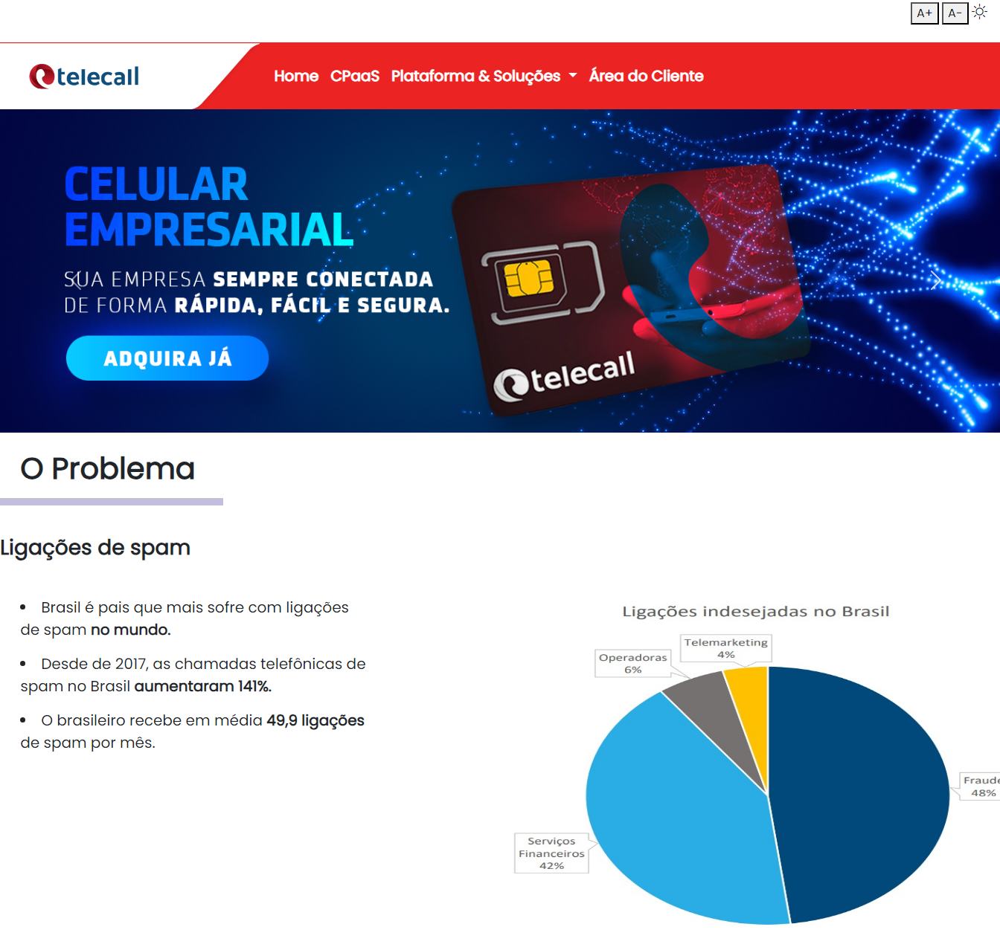 A+ A-
telecall
Home CPaaS Plataforma & Soluções Área do Cliente
CELULAR
EMPRESARIAL
SUA EMPRESA SEMPRE CONECTADA
DE FORMA RÁPIDA, FÁCIL E SEGURA.
ADQUIRA JÁ
telecall
O Problema
Ligações de spam
Brasil é pais que mais sofre com ligações
de spam no mundo.
Desde de 2017, as chamadas telefônicas de
spam no Brasil aumentaram 141%.
O brasileiro recebe em média 49,9 ligações
de spam por mês.
Ligações indesejadas no Brasil
Telemarketing
4%
Operadoras
6%
Fraude
48%
Serviços
Financeiros
42%